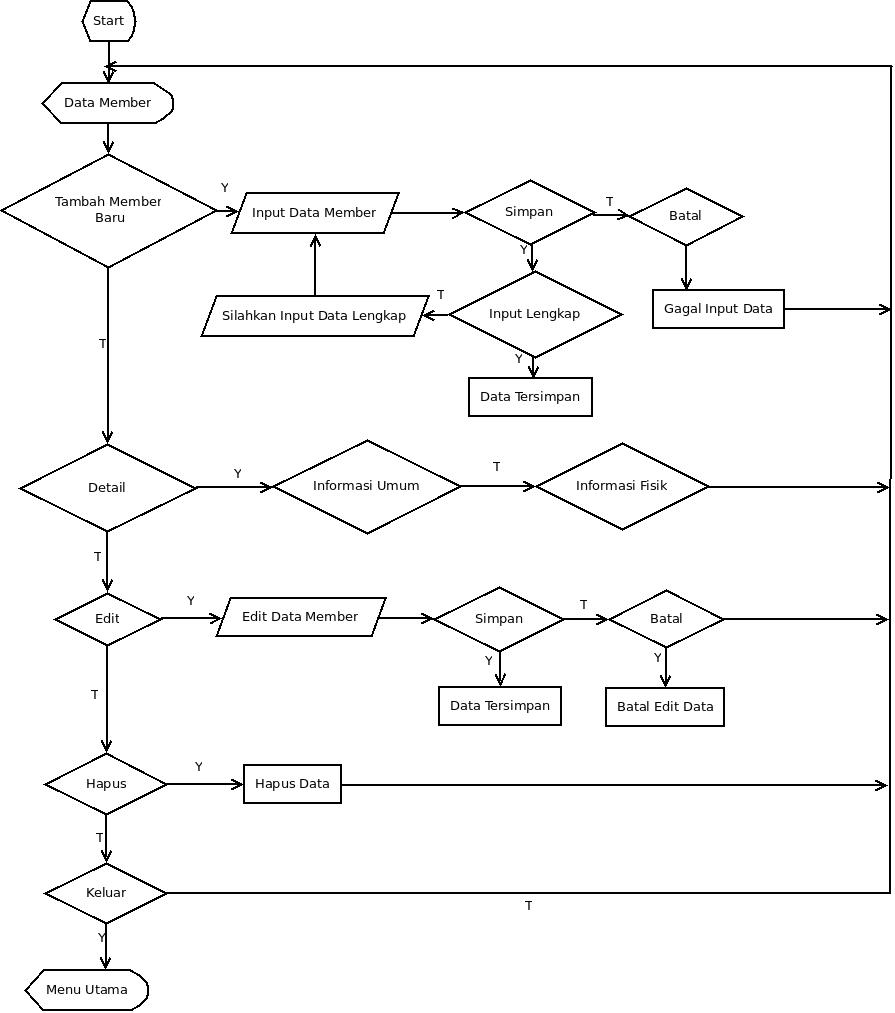 Start
Data Member
Tambah Member
Baru
Y
Input Data Member
Simpan
T
Batal
Y
Silahkan Input Data Lengkap
T
Input Lengkap
Gagal Input Data
T
Y
Data Tersimpan
Detail
Y
Informasi Umum
T
Informasi Fisik
T
Edit
Y
Edit Data Member
Simpan
T
Batal
Y
Y
T
Data Tersimpan
Batal Edit Data
Hapus
Y
Hapus Data
T
Keluar
T
Y
Menu Utama